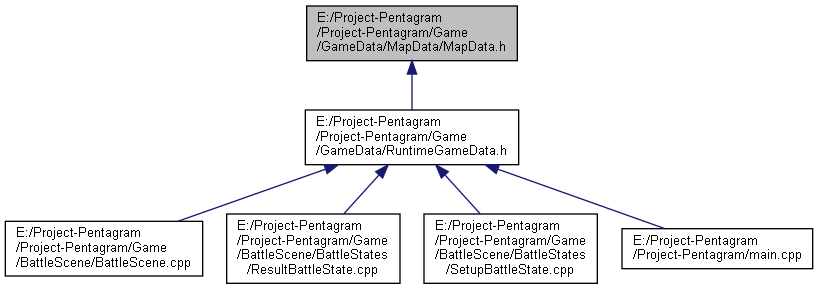 E:/Project-Pentagram
/Project-Pentagram/Game
/GameData/MapData/MapData.h
E:/Project-Pentagram
/Project-Pentagram/Game
/GameData/RuntimeGameData.h
E:/Project-Pentagram
/Project-Pentagram/Game
/BattleScene/BattleScene.cpp
E:/Project-Pentagram
/Project-Pentagram/Game
/BattleScene/BattleStates
/ResultBattleState.cpp
E:/Project-Pentagram
/Project-Pentagram/Game
/BattleScene/BattleStates
/SetupBattleState.cpp
E:/Project-Pentagram
/Project-Pentagram/main.cpp